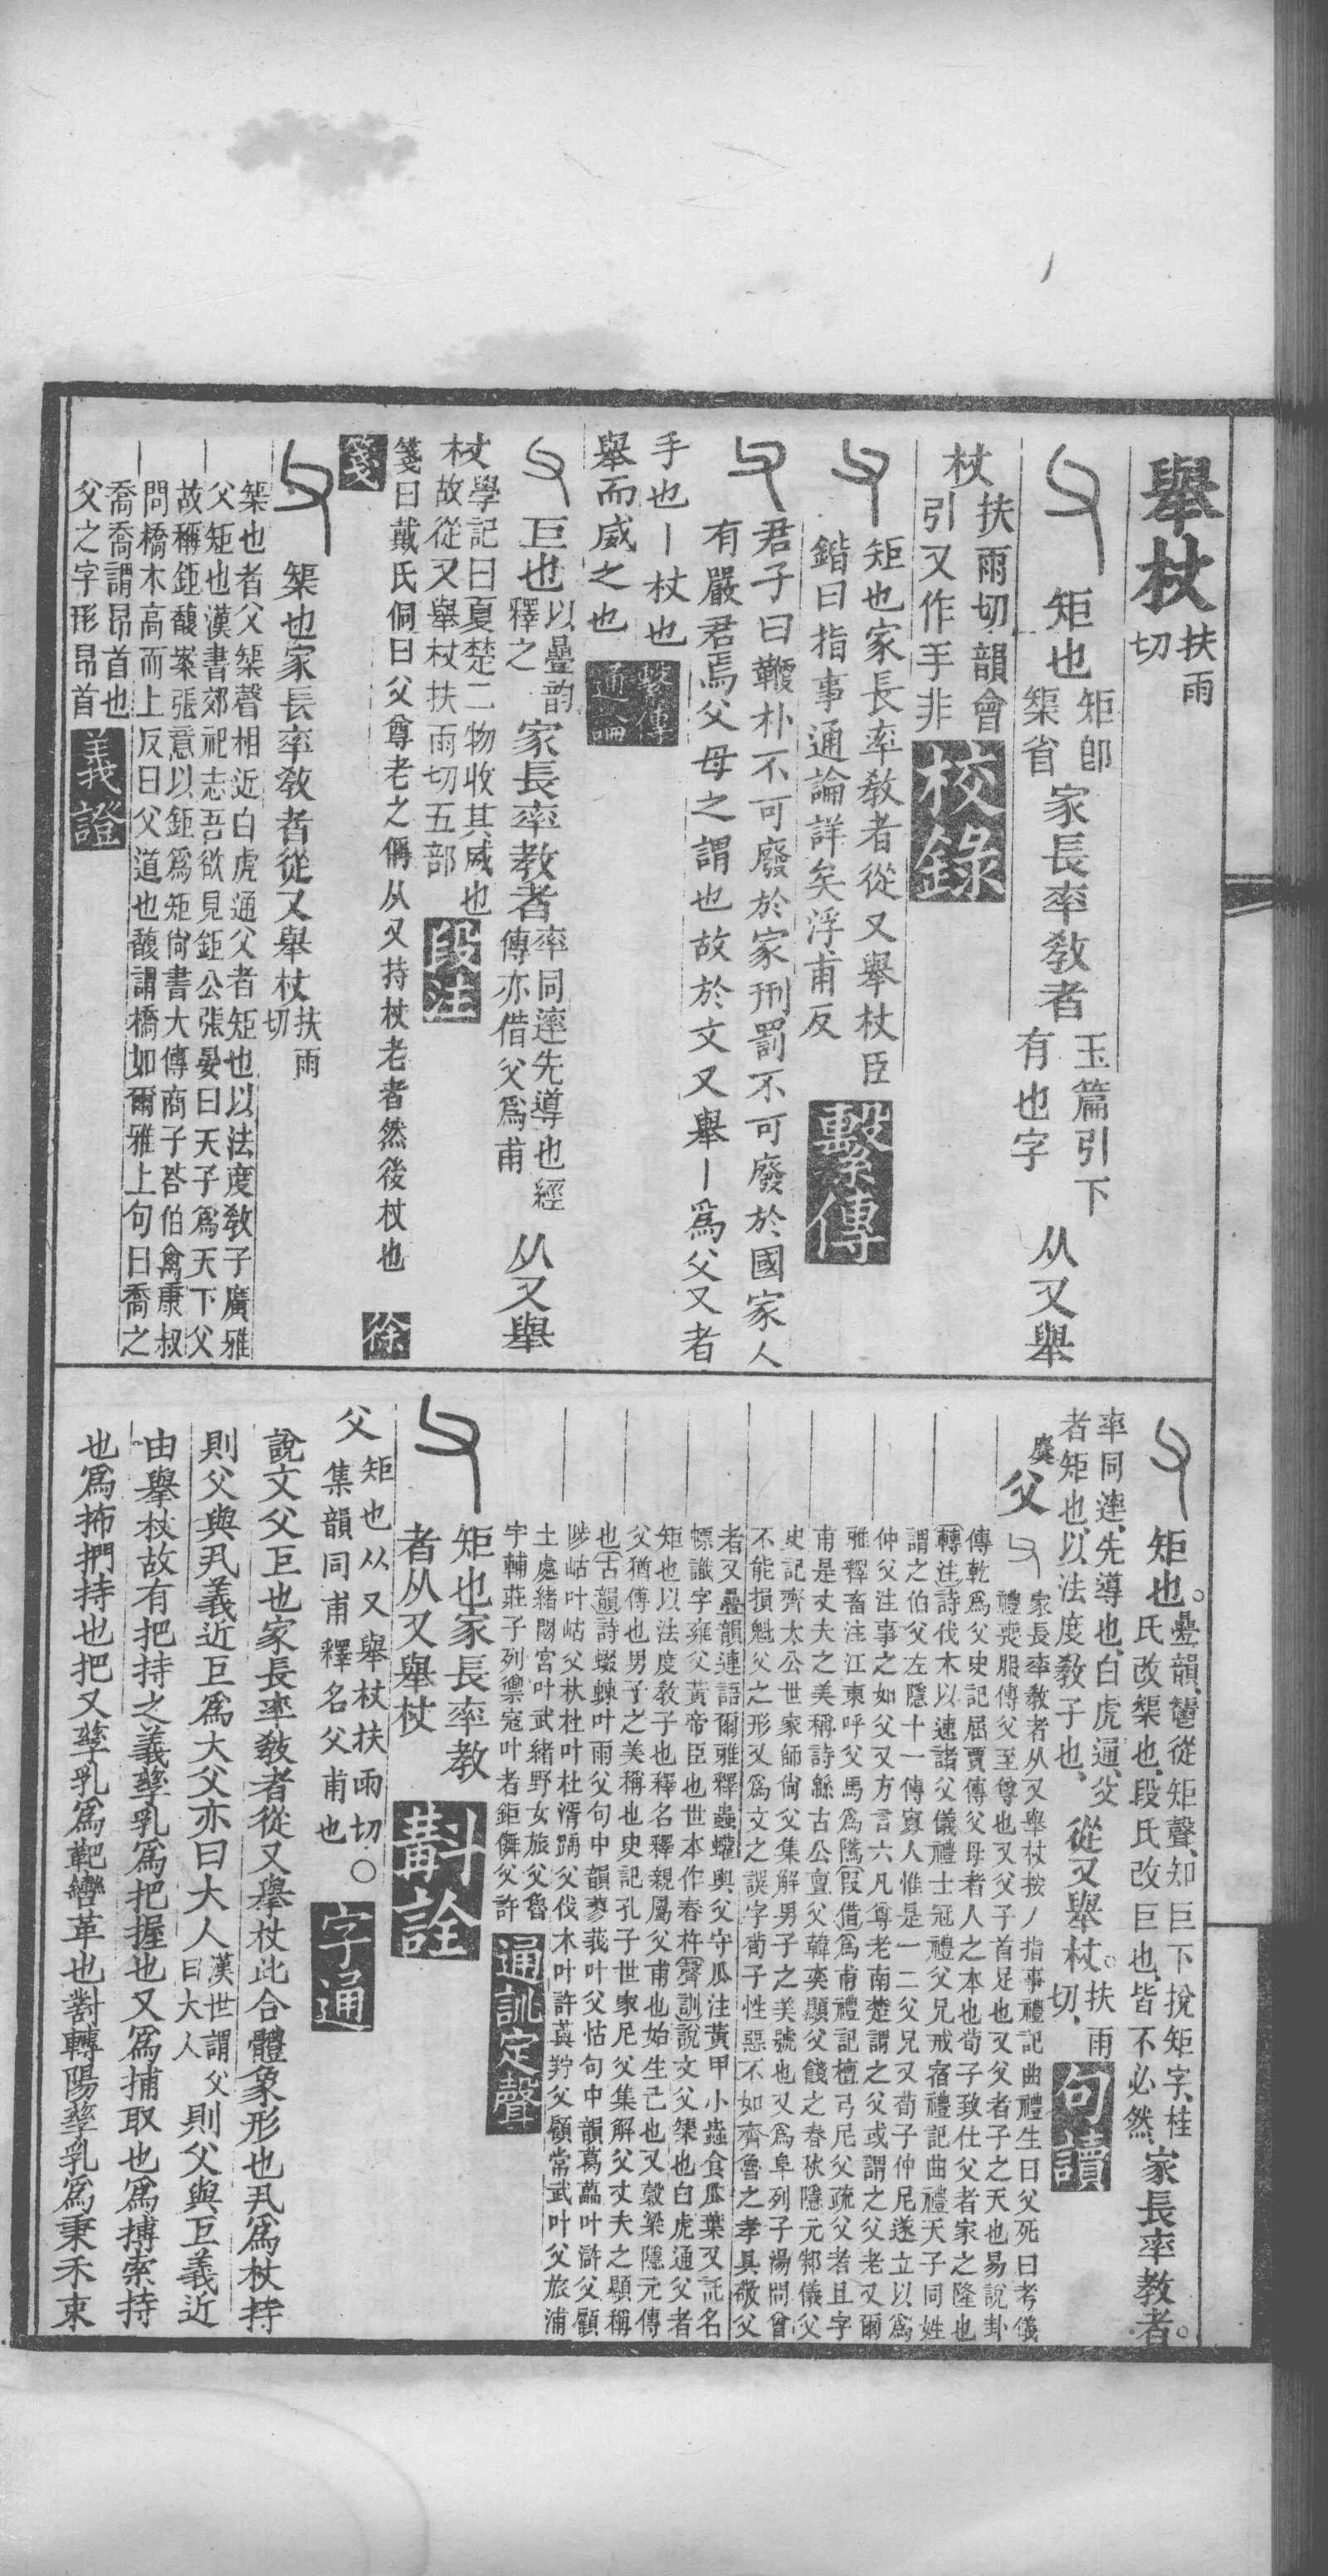 舉杖
扶雨
切
矩也
矩卽
榘省
家長率敎者
玉篇引下
有也字
从又舉
杖
扶雨切韻會
引又作手非
校錄
矩也家長率敎者從又舉杖臣
鍇曰指事通論詳矣浮甫反
繫傳
君子曰鞭朴不可廢於家刑罰不可廢於國家人
有嚴君焉父母之謂也故於文又舉丨爲父又者
手也丨杖也
舉而威之也
繫傳
通論
巨也
以疊韵
釋之
家長率敎者
率同䢦先導也經
傳亦借父爲甫
从又舉
杖
學記曰夏楚二物收其威也
故從又舉杖扶雨切五部
段注
箋曰戴氏侗曰父尊老之偁从又持杖老者然後杖也
徐
箋
榘也家長率敎者從又舉杖
扶雨
切
榘也者父榘聲相近白虎通父者矩也以法度敎子廣雅
父矩也漢書郊祀志吾欲見鉅公張晏曰天子爲天下父
故稱鉅馥案張意以鉅爲矩尙書大傳商子荅伯禽康叔
問橋木高而上反曰父道也馥謂橋如爾雅上句曰喬之
喬喬謂昂首也
父之字形昂首
義證
矩也。
疊韻、鬱從矩聲、知巨下挩矩字、桂
氏改榘也、段氏改巨也、皆不必然、
家長率敎者。
率同䢦、先導也、白虎通、父
者矩也、以法度敎子也、
從又舉杖。
扶雨
切、
句讀
父
家長率敎者从又舉杖按丿指事禮記曲禮生曰父死曰考儀
禮喪服傳父至尊也又父子首足也又父者子之天也易說卦
傳乾爲父史記屈賈傳父母者人之本也荀子致仕父者家之隆也
轉注詩伐木以速諸父儀禮士冠禮父兄戒宿禮記曲禮天子同姓
謂之伯父左隱十一傳寡人惟是一二父兄又荀子仲尼遂立以爲
仲父注事之如父又方言六凡尊老南楚謂之父或謂之父老又爾
雅釋畜注江東呼父馬爲騭假借爲甫禮記檀弓尼父疏父者且字
甫是丈夫之美稱詩緜古公亶父韓奕顯父餞之春秋隱元邾儀父
史記齊太公世家師尙父集解男子之美號也又爲阜列子湯問曾
不能損魁父之形又爲文之誤字荀子性惡不如齊魯之孝具敬父
者又疊韻連語爾雅釋蟲蠸輿父守瓜注黃甲小蟲食瓜葉又託名
幖識字雍父黃帝臣也世本作春杵聲訓說文父榘也白虎通父者
矩也以法度敎子也釋名釋親屬父甫也始生己也又穀梁隱元傳
父猶傅也男子之美稱也史記孔子世家尼父集解父丈夫之顯稱
也古韻詩蝃蝀叶雨父句中韻蓼莪叶父怙句中韻葛藟叶滸父顧
陟岵叶岵父杕杜叶杜湑踽父伐木叶許藇羜父顧常武叶父旅浦
土處緒閟宮叶武緖野女旅父魯
宇輔莊子列禦寇叶者鉅儛父許
通訓定聲
矩也家長率教
者从又舉杖
斠詮
父
矩也从又舉杖扶雨切○
集韻同甫釋名父甫也
字通
說文父巨也家長率敎者從又舉杖此合體象形也丮爲杖持
則父與丮義近巨爲大父亦曰大人
漢世謂父
曰大人
則父與巨義近
由舉杖故有把持之義孳乳爲把握也又爲捕取也爲搏索持
也爲抪捫持也把又孳乳爲靶轡革也對轉陽孳乳爲秉禾束